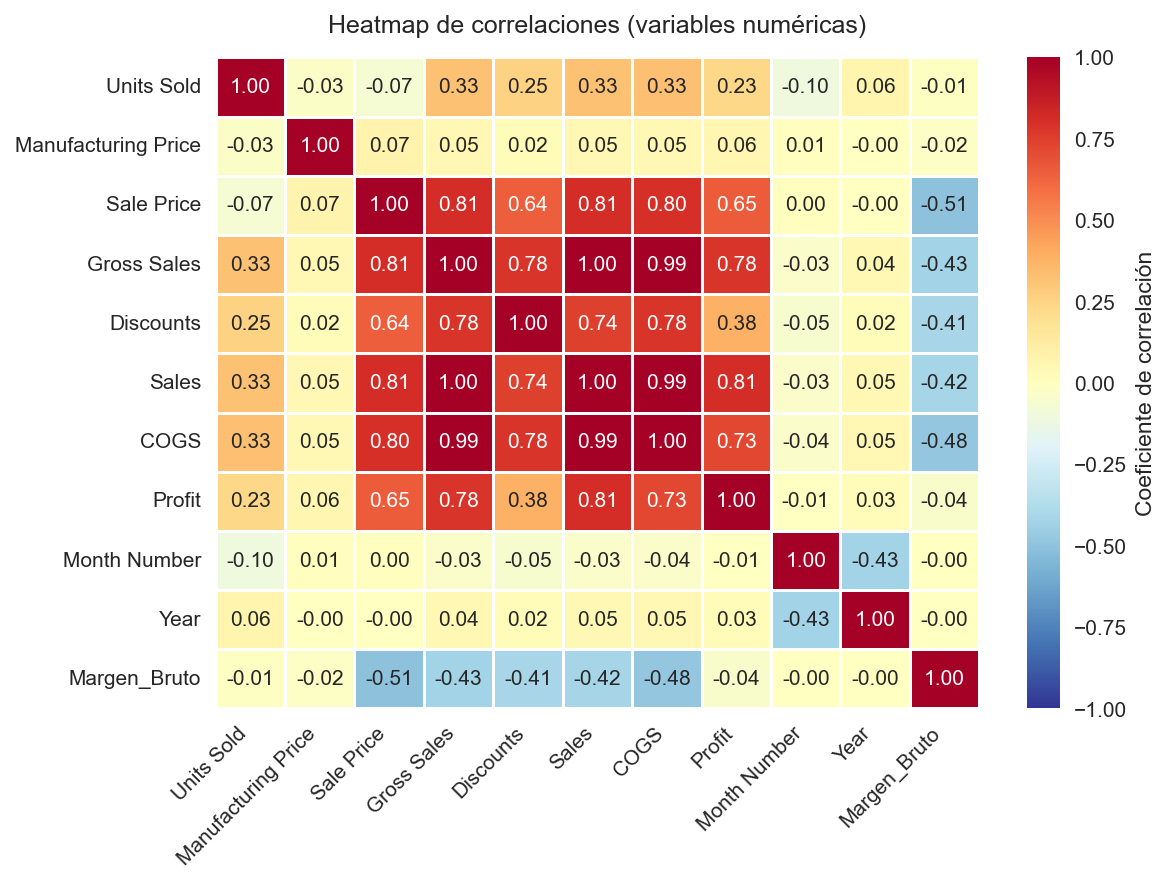 Heatmap de correlaciones (variables numéricas)
Units Sold 1.00 -0.03 -0.07 0.33 0.25 0.33 0.33 0.23 -0.10 0.06 -0.01
Manufacturing Price -0.03 1.00 0.07 0.05 0.02 0.05 0.05 0.06 0.01 -0.00 -0.02
Sale Price -0.07 0.07 1.00 0.81 0.64 0.81 0.80 0.65 0.00 -0.00 -0.51
Gross Sales 0.33 0.05 0.81 1.00 0.78 1.00 0.99 0.78 -0.03 0.04 -0.43
Discounts 0.25 0.02 0.64 0.78 1.00 0.74 0.78 0.38 -0.05 0.02 -0.41
Sales 0.33 0.05 0.81 1.00 0.74 1.00 0.99 0.81 -0.03 0.05 -0.42
COGS 0.33 0.05 0.80 0.99 0.78 0.99 1.00 0.73 -0.04 0.05 -0.48
Profit 0.23 0.06 0.65 0.78 0.38 0.81 0.73 1.00 -0.01 0.03 -0.04
Month Number -0.10 0.01 0.00 -0.03 -0.05 -0.03 -0.04 -0.01 1.00 -0.43 -0.00
Year 0.06 -0.00 -0.00 0.04 0.02 0.05 0.05 0.03 -0.43 1.00 -0.00
Margen_Bruto -0.01 -0.02 -0.51 -0.43 -0.41 -0.42 -0.48 -0.04 -0.00 -0.00 1.00
Units Sold
Manufacturing Price
Sale Price
Gross Sales
Discounts
Sales
COGS
Profit
Month Number
Year
Margen_Bruto
1.00
0.75
0.50
0.25
0.00
−0.25
−0.50
−0.75
−1.00
Coeficiente de correlación